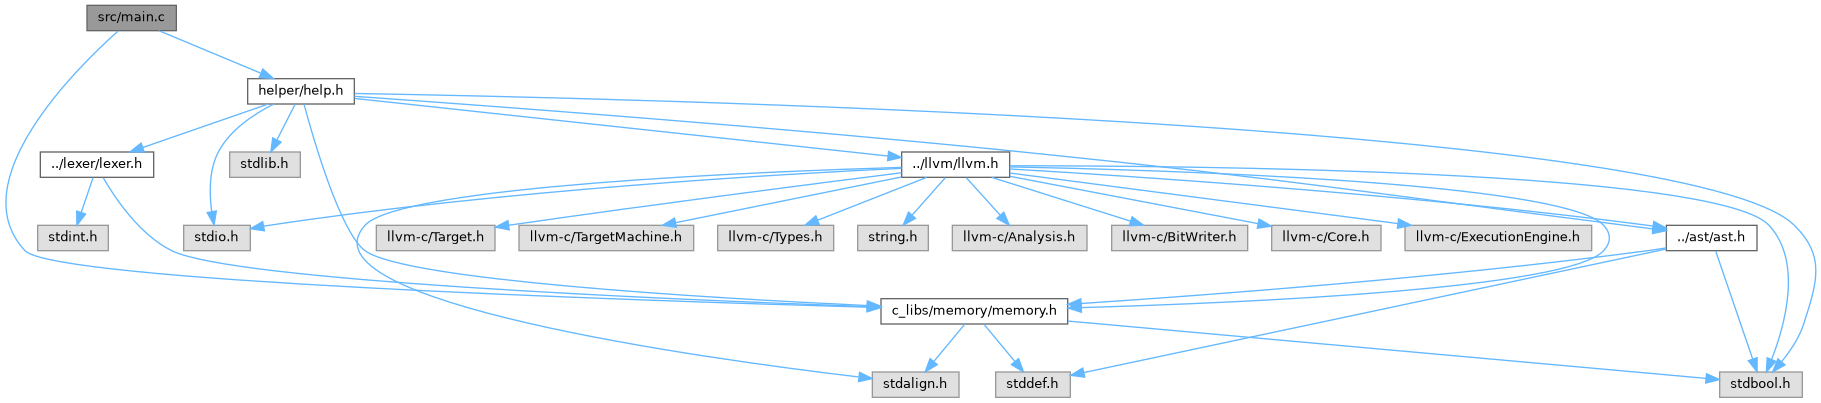 src/main.c
helper/help.h
../lexer/lexer.h
stdlib.h
../llvm/llvm.h
stdint.h
stdio.h
llvm-c/Target.h
llvm-c/TargetMachine.h
llvm-c/Types.h
string.h
llvm-c/Analysis.h
llvm-c/BitWriter.h
llvm-c/Core.h
llvm-c/ExecutionEngine.h
../ast/ast.h
c_libs/memory/memory.h
stdalign.h
stddef.h
stdbool.h